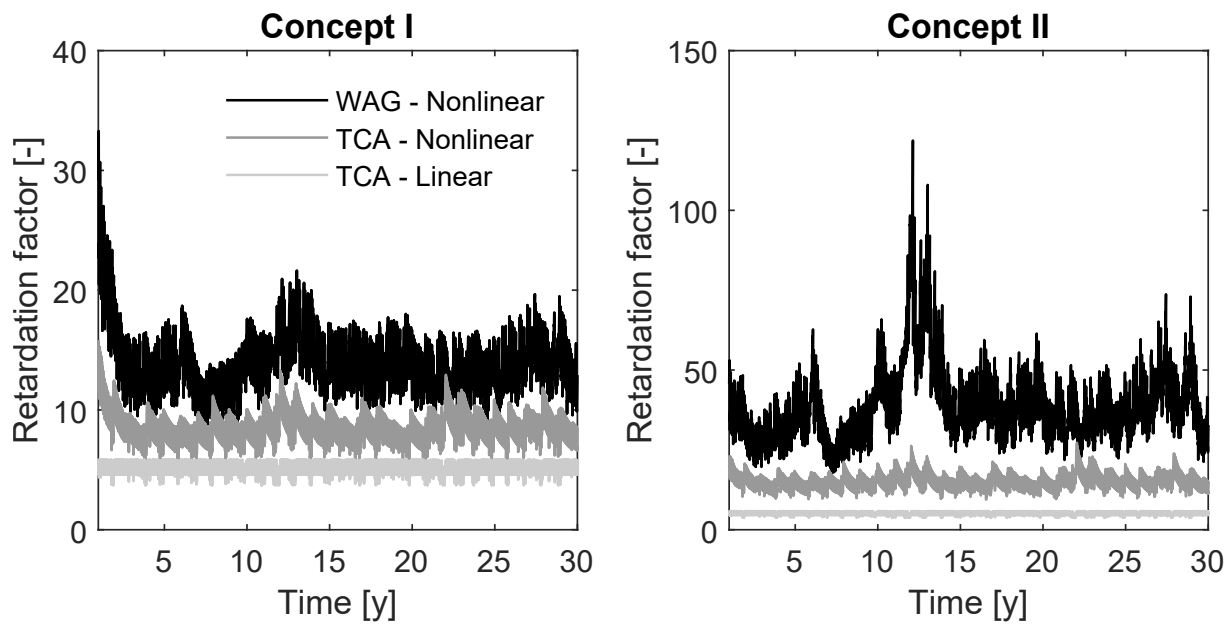 Concept I
Retardation factor [-]
40
30
20
10
0
WAG - Nonlinear
TCA - Nonlinear
TCA - Linear
5 10 15 20 25 30
Time [y]
Concept II
Retardation factor [-]
150
100
50
0
5 10 15 20 25 30
Time [y]